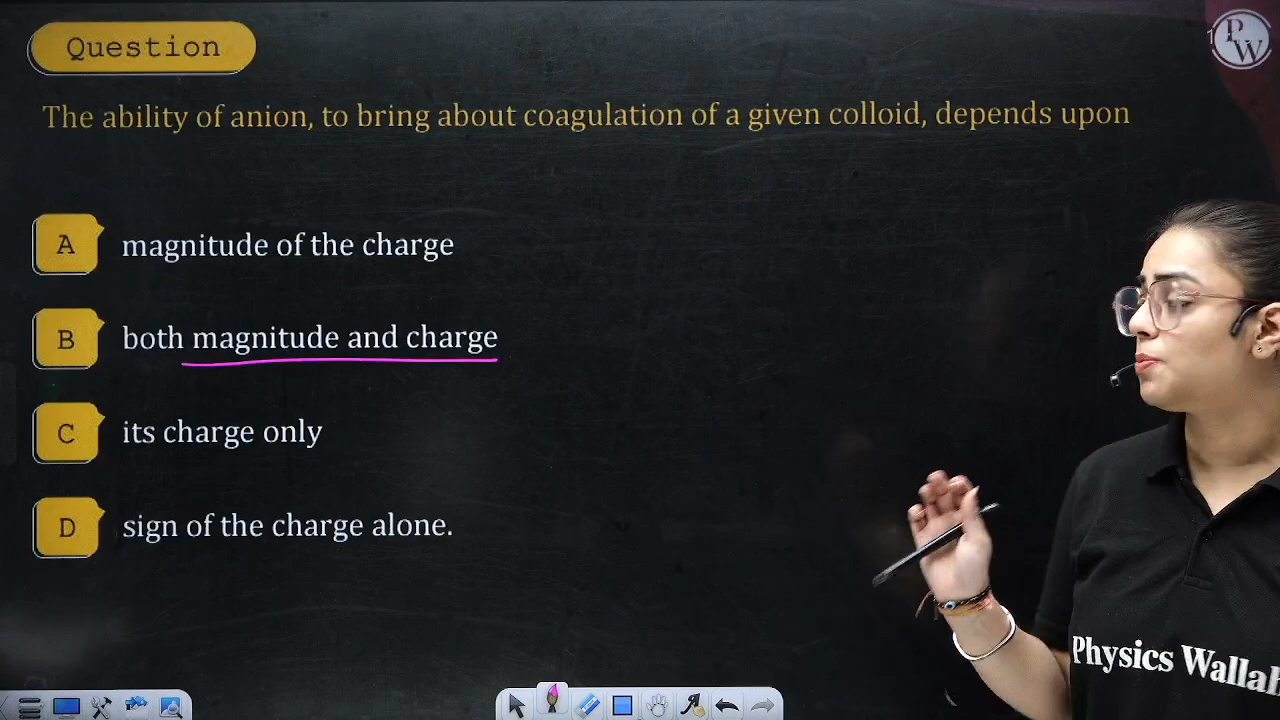 Question
PW
The ability of anion, to bring about coagulation of a given colloid, depends upon
A magnitude of the charge
B both magnitude and charge
C its charge only
D sign of the charge alone.
Physics Wallah